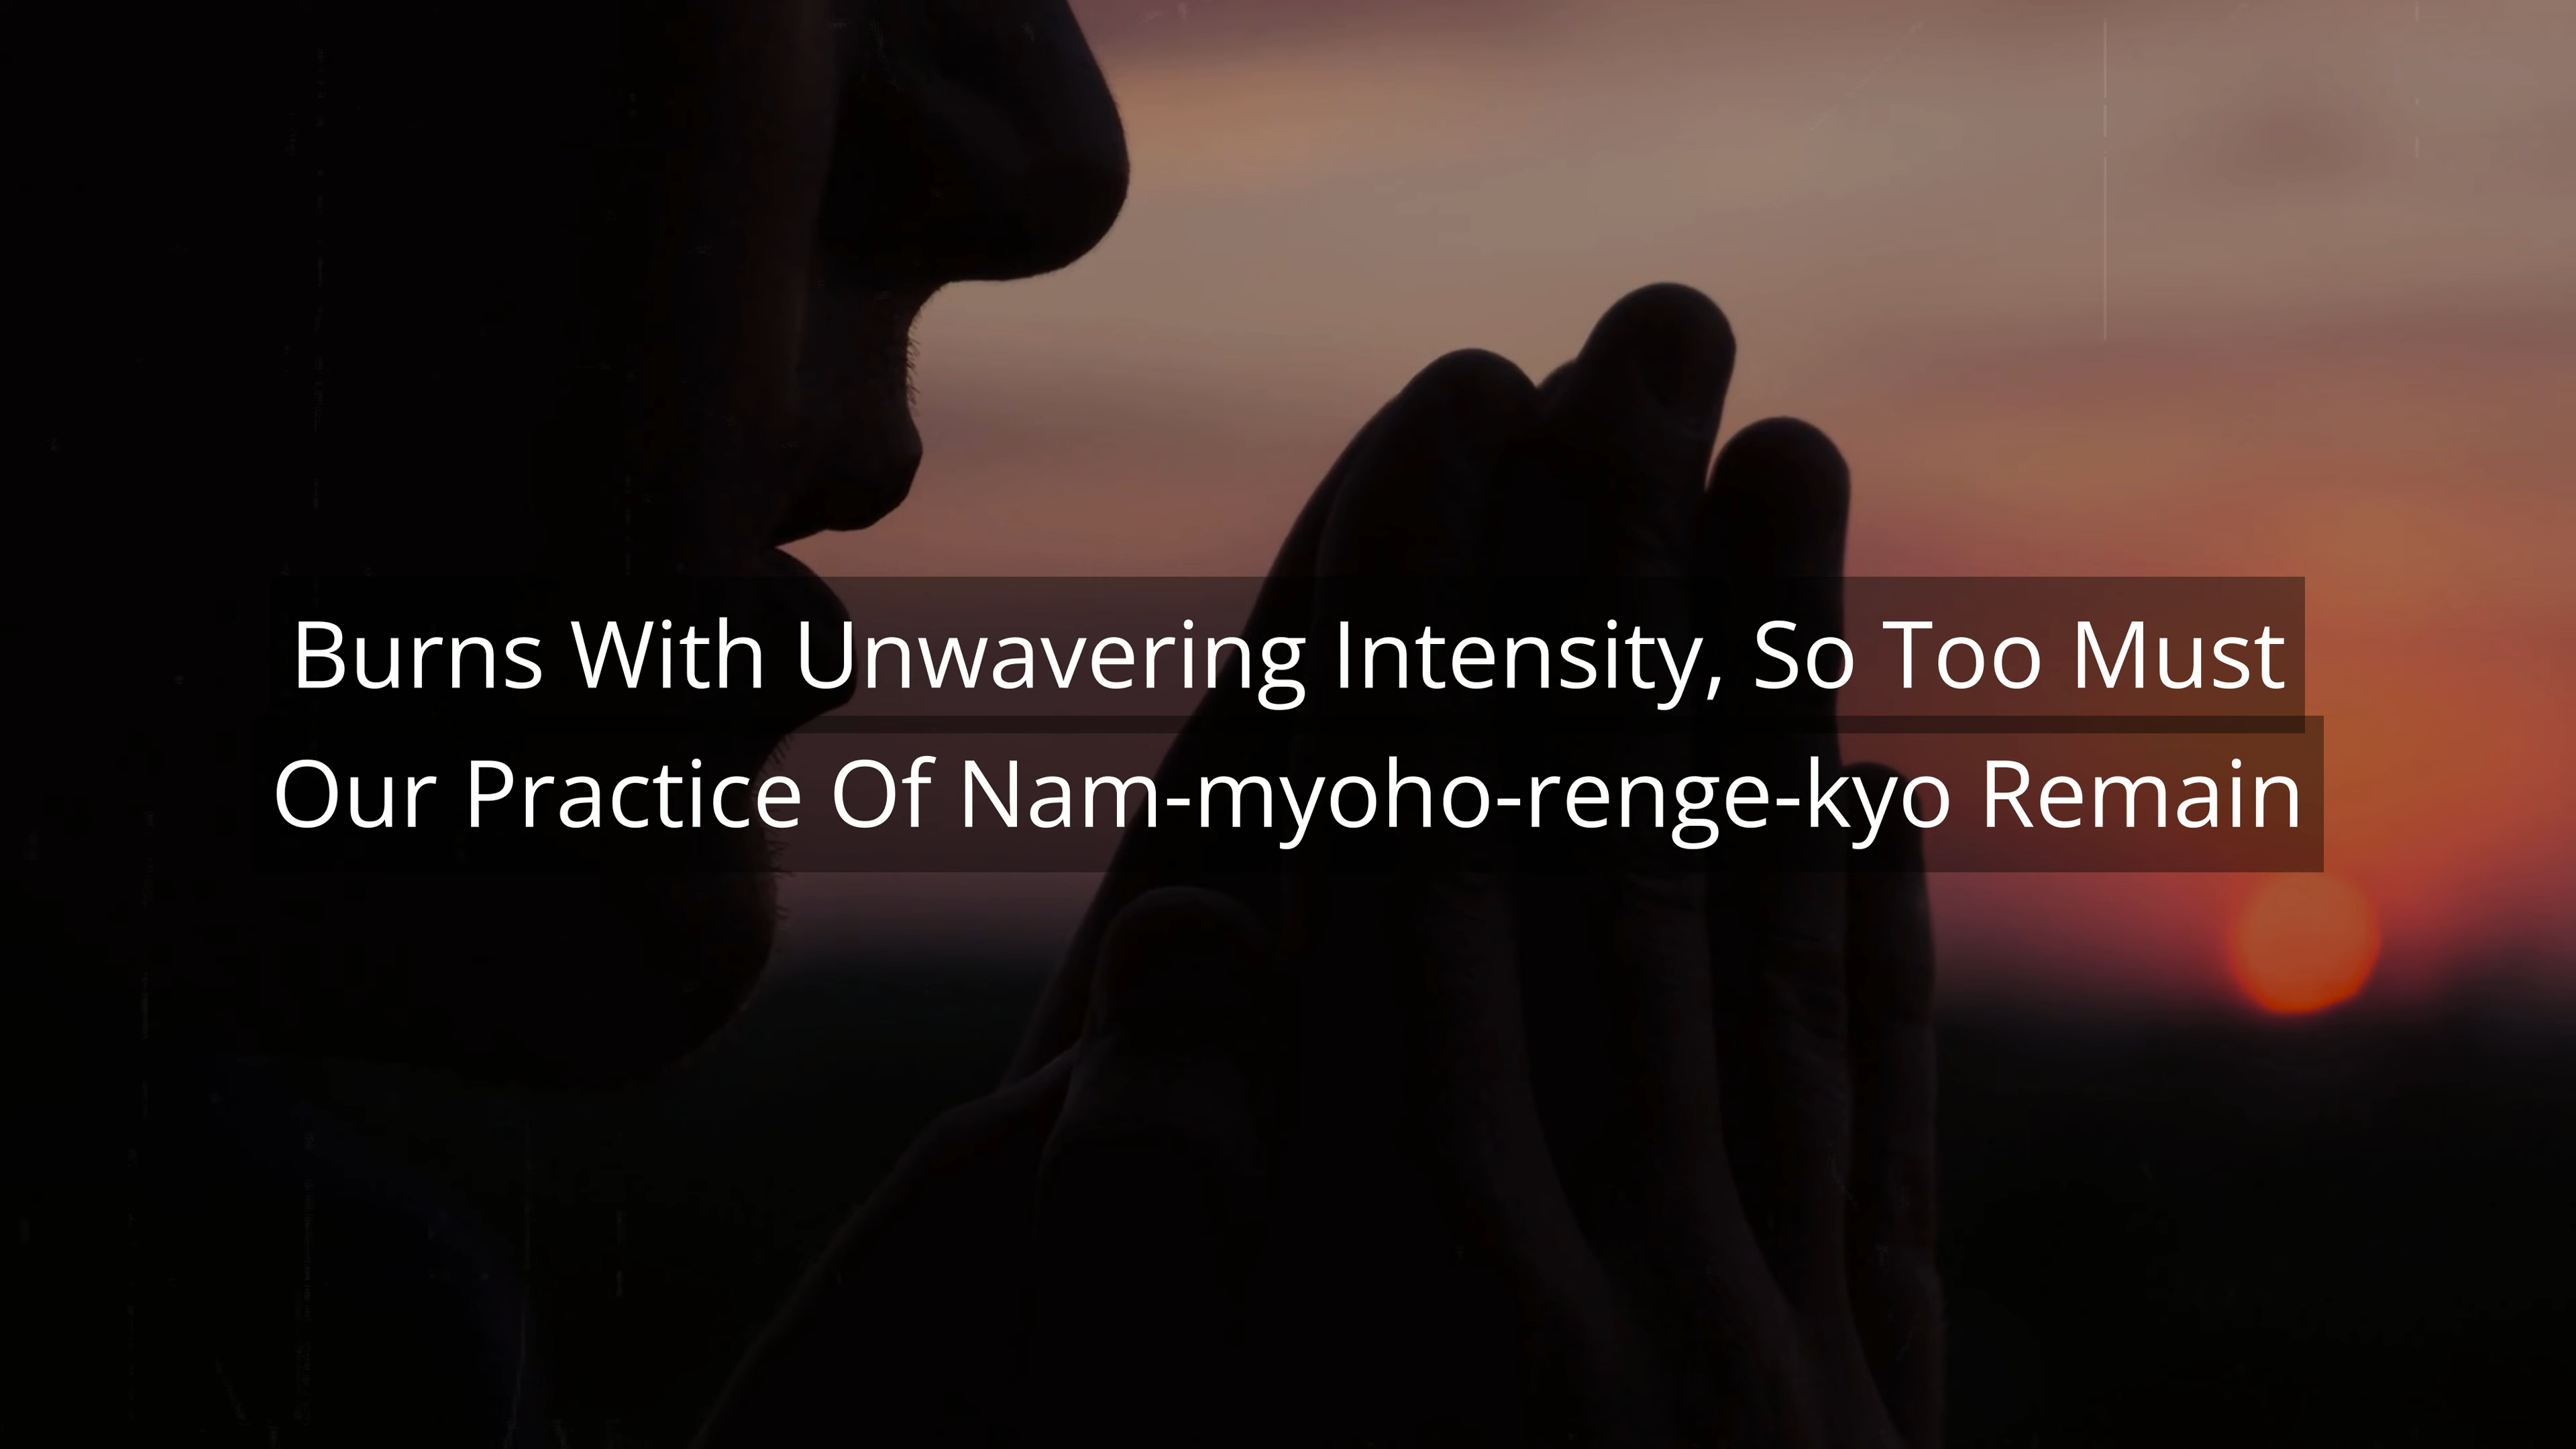 Burns With Unwavering Intensity, So Too Must
Our Practice Of Nam-myoho-renge-kyo Remain